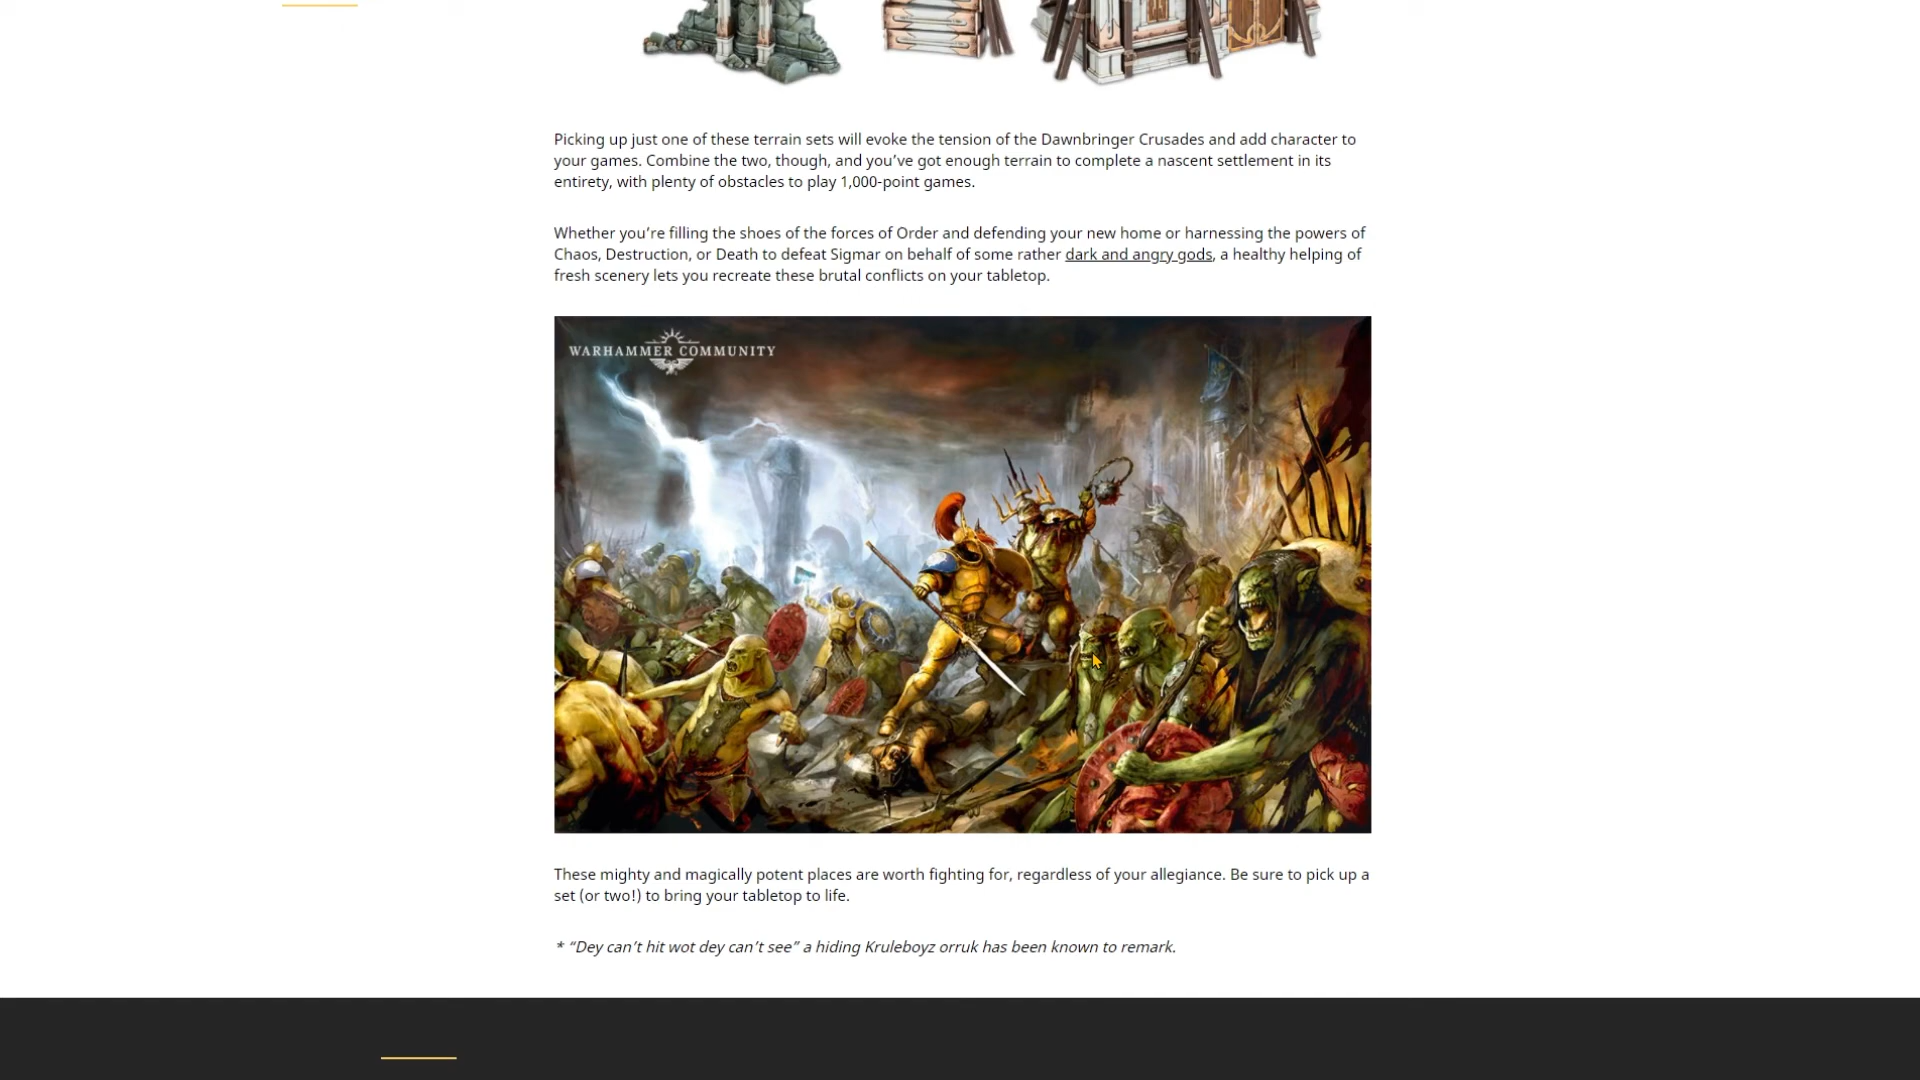 Picking up just one of these terrain sets will evoke the tension of the Dawnbringer Crusades and add character to
your games. Combine the two, though, and you’ve got enough terrain to complete a nascent settlement in its
entirety, with plenty of obstacles to play 1,000-point games.
Whether you’re filling the shoes of the forces of Order and defending your new home or harnessing the powers of
Chaos, Destruction, or Death to defeat Sigmar on behalf of some rather dark and angry gods, a healthy helping of
fresh scenery lets you recreate these brutal conflicts on your tabletop.
WARHAMMER COMMUNITY
These mighty and magically potent places are worth fighting for, regardless of your allegiance. Be sure to pick up a
set (or two!) to bring your tabletop to life.
* “Dey can’t hit wot dey can’t see” a hiding Kruleboyz orruk has been known to remark.